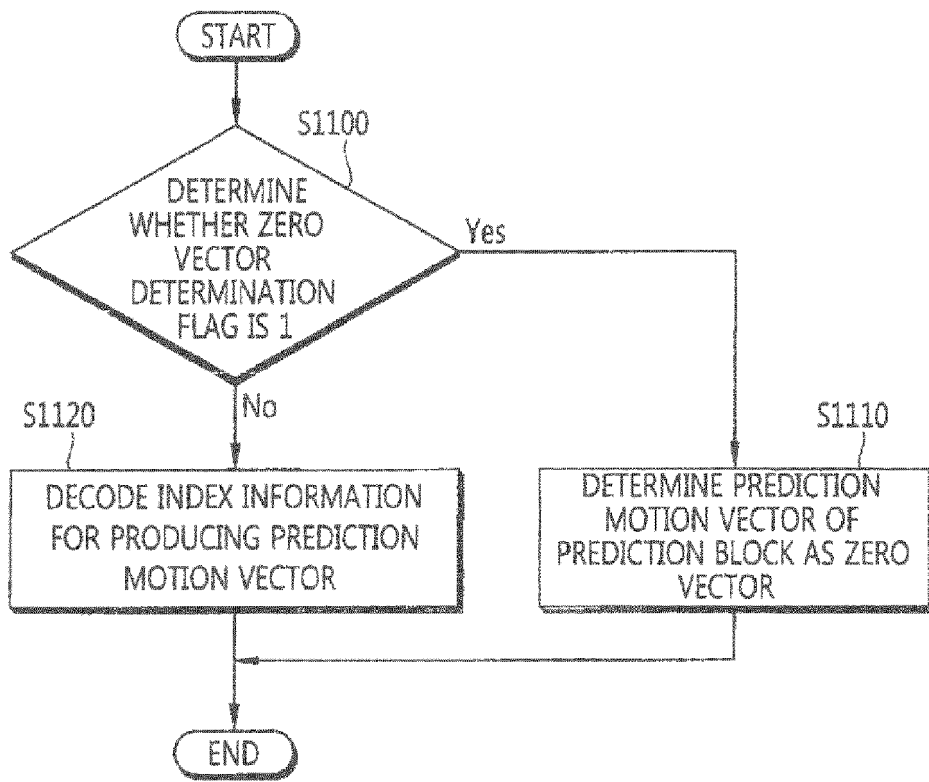 START
S1100
DETERMINE
WHETHER ZERO
VECTOR
DETERMINATION
FLAG IS 1
Yes
No
S1120
DECODE INDEX INFORMATION
FOR PRODUCING PREDICTION
MOTION VECTOR
S1110
DETERMINE PREDICTION
MOTION VECTOR OF
PREDICTION BLOCK AS ZERO
VECTOR
END